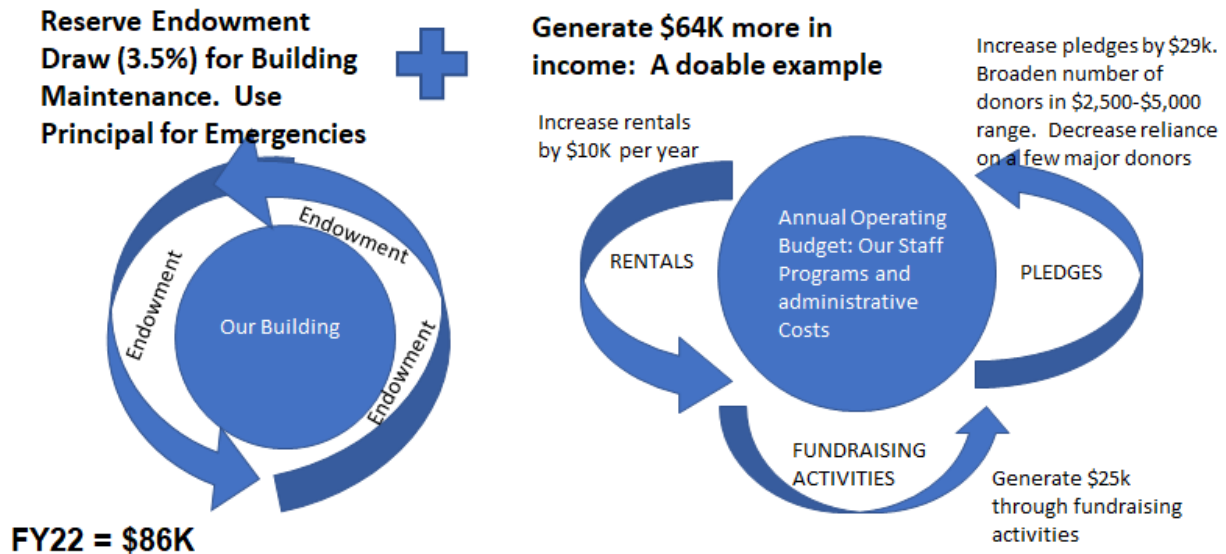 Reserve Endowment
Draw (3.5%) for Building
Maintenance.  Use
Principal for Emergencies
Endowment
Endowment
Endowment
Our Building
FY22 = $86K
Generate $64K more in
income:  A doable example
Increase rentals
by $10K per year
Increase pledges by $29k.
Broaden number of
donors in $2,500-$5,000
range.  Decrease reliance
on a few major donors
Annual Operating
Budget: Our Staff
Programs and
administrative
Costs
RENTALS
PLEDGES
FUNDRAISING
ACTIVITIES
Generate $25k
through fundraising
activities